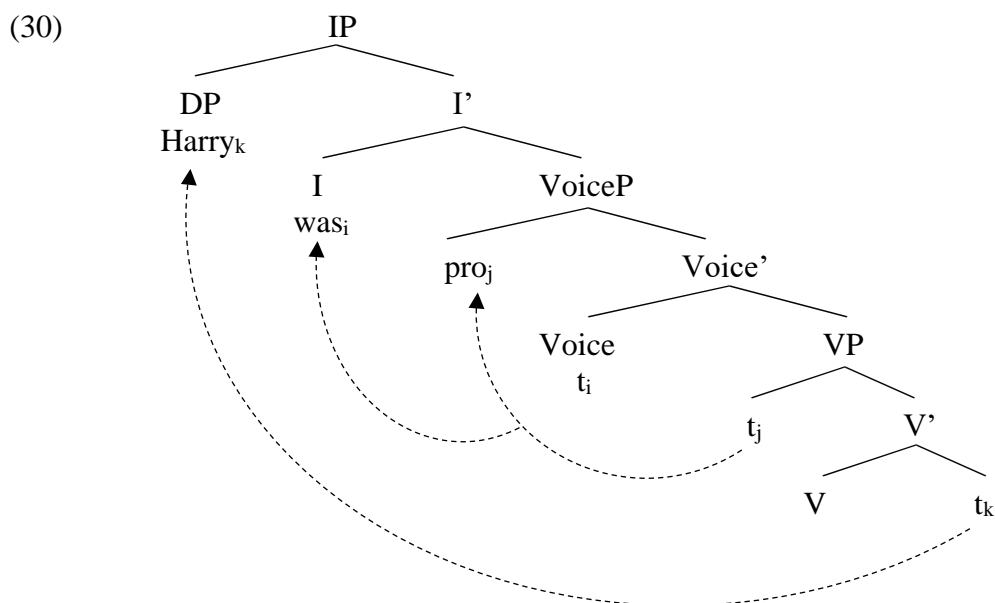 (30) IP
DP I’
Harryk
I VoiceP
wasi
proj Voice’
Voice VP
ti
tj V’
V tk